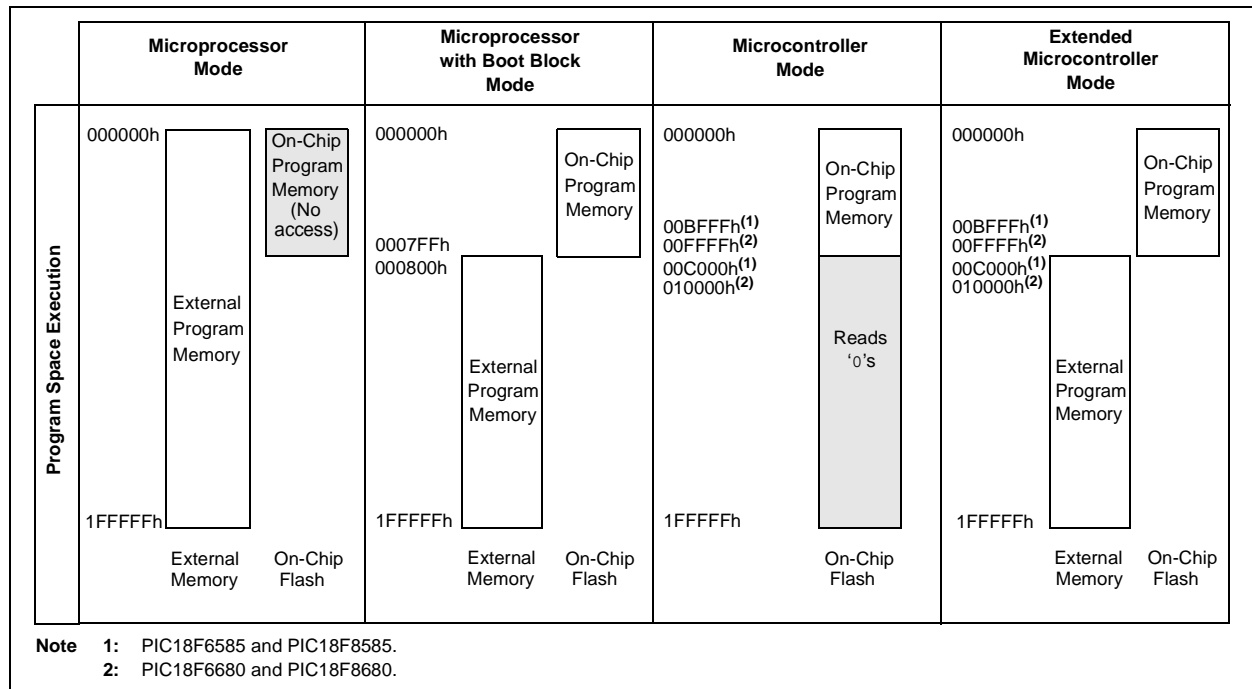 Microprocessor
Mode
Microprocessor
with Boot Block
Mode
Microcontroller
Mode
Extended
Microcontroller
Mode
Program Space Execution
000000h
External
Program
Memory
On-Chip
Program
Memory
(No
access)
1FFFFFh
External
Memory
On-Chip
Flash
000000h
On-Chip
Program
Memory
0007FFh
000800h
External
Program
Memory
1FFFFFh
External
Memory
On-Chip
Flash
000000h
On-Chip
Program
Memory
00BFFFh(1)
00FFFFh(2)
00C000h(1)
010000h(2)
Reads
‘0’s
1FFFFFh
On-Chip
Flash
000000h
On-Chip
Program
Memory
00BFFFh(1)
00FFFFh(2)
00C000h(1)
010000h(2)
External
Program
Memory
1FFFFFh
External
Memory
On-Chip
Flash
Note 1: PIC18F6585 and PIC18F8585.
2: PIC18F6680 and PIC18F8680.